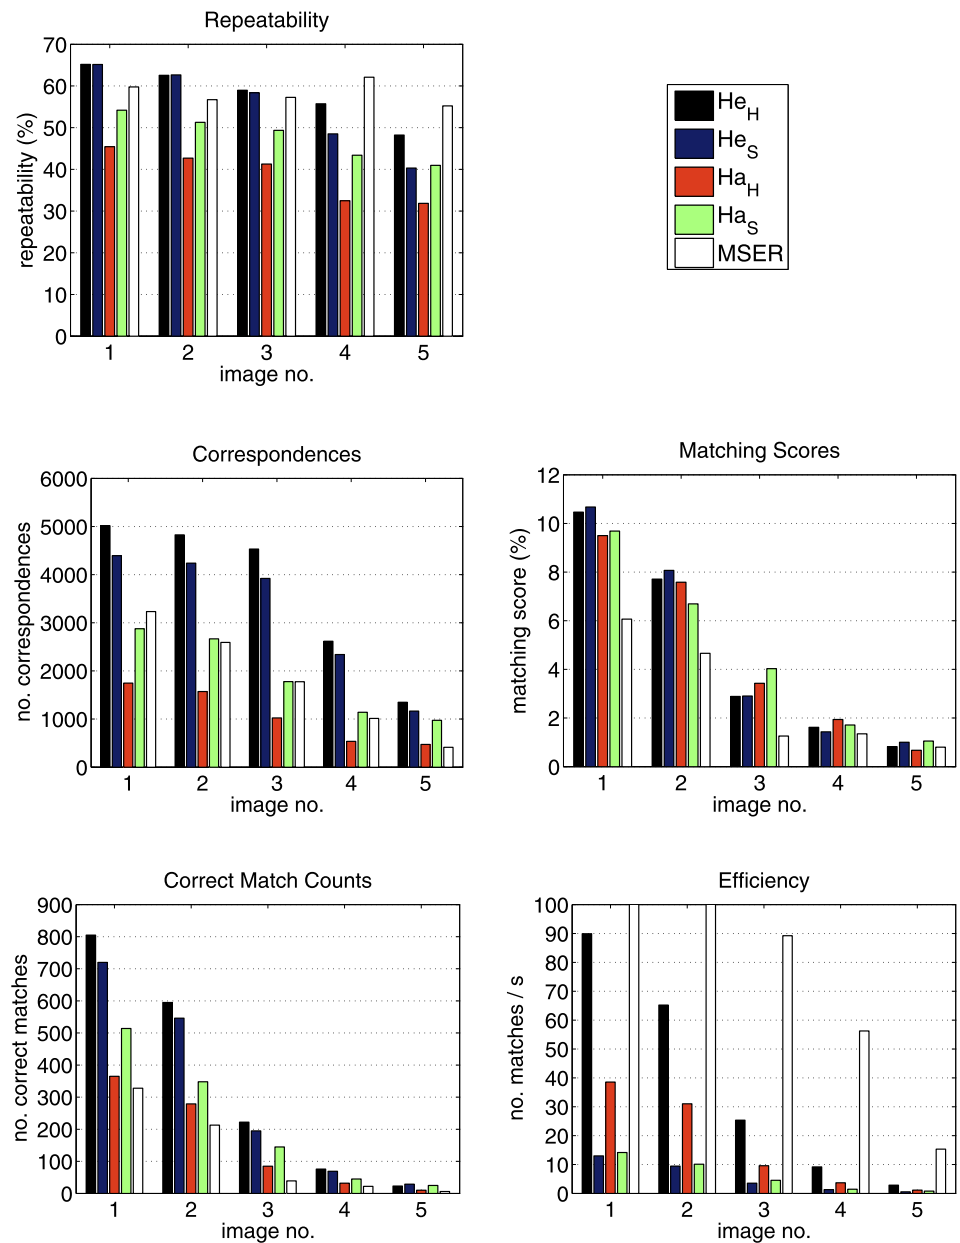 Repeatability
70
60
50
40
30
20
10
0
repeatability (%)
1 2 3 4 5
image no.
He_H
He_S
Ha_H
Ha_S
MSER
Correspondences
6000
5000
4000
3000
2000
1000
0
no. correspondences
1 2 3 4 5
image no.
Matching Scores
12
10
8
6
4
2
0
matching score (%)
1 2 3 4 5
image no.
Correct Match Counts
900
800
700
600
500
400
300
200
100
0
no. correct matches
1 2 3 4 5
image no.
Efficiency
100
90
80
70
60
50
40
30
20
10
0
no. matches / s
1 2 3 4 5
image no.